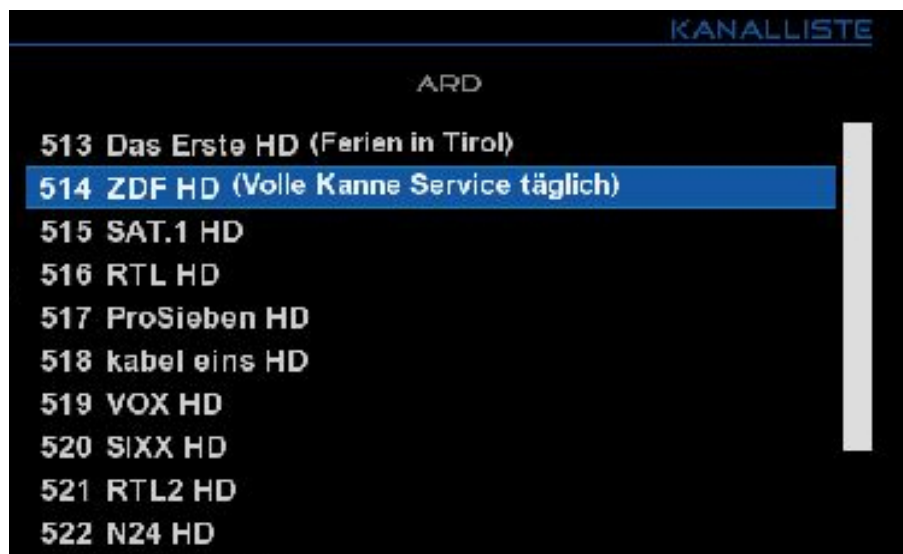 KANALLISTE
ARD
513 Das Erste HD (Ferien in Tirol)
514 ZDF HD (Volle Kanne Service täglich)
515 SAT.1 HD
516 RTL HD
517 ProSieben HD
518 kabel eins HD
519 VOX HD
520 SIXX HD
521 RTL2 HD
522 N24 HD